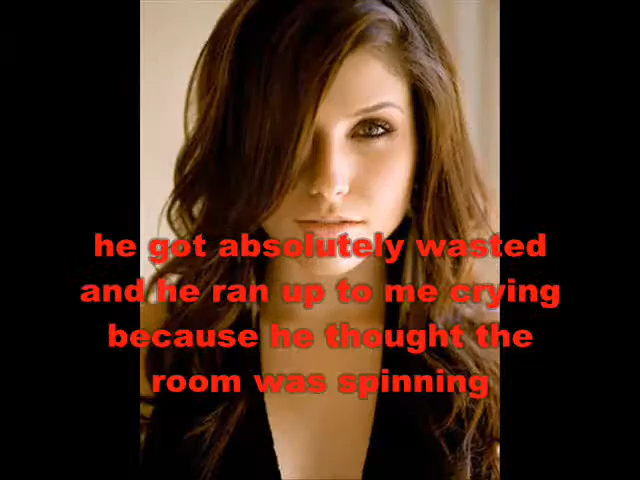 he got absolutely wasted
and he ran up to me crying
because he thought the
room was spinning